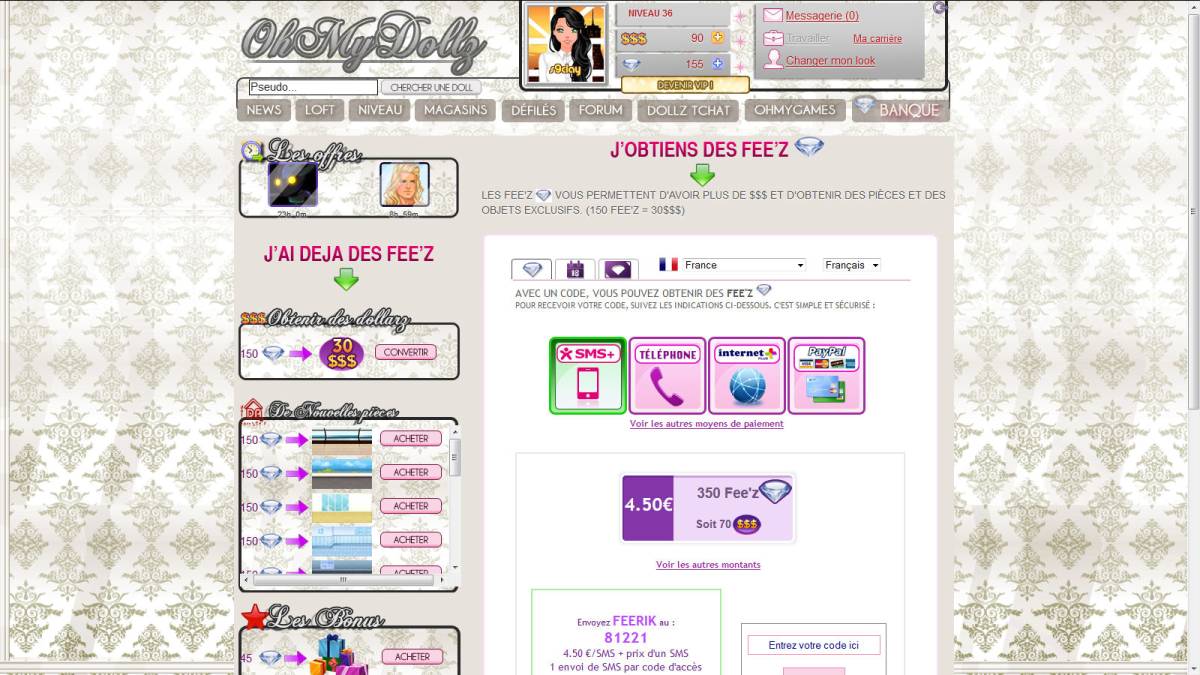 OhMyDollz
NIVEAU 36
$$$ 90
155
s9clay
DEVENIR VIP !
Messagerie (0)
Travailler
Ma carrière
Changer mon look
Pseudo...
CHERCHER UNE DOLL
NEWS
LOFT
NIVEAU
MAGASINS
DÉFILÉS
FORUM
DOLLZ TCHAT
OHMYGAMES
BANQUE
Les offres
23h 0m
8h 59m
J'AI DEJA DES FEE'Z
$$$ Obtenir des dollarz
150
30
$$$
CONVERTIR
De Nouvelles pièces
150
ACHETER
150
ACHETER
150
ACHETER
150
ACHETER
150
ACHETER
Les Bonus
45
ACHETER
J'OBTIENS DES FEE'Z
LES FEE'Z VOUS PERMETTENT D'AVOIR PLUS DE $$$ ET D'OBTENIR DES PIÈCES ET DES
OBJETS EXCLUSIFS. (150 FEE'Z = 30$$$)
France
Français
AVEC UN CODE, VOUS POUVEZ OBTENIR DES FEE'Z
POUR RECEVOIR VOTRE CODE, SUIVEZ LES INDICATIONS CI-DESSOUS. C'EST SIMPLE ET SÉCURISÉ :
SMS+
TÉLÉPHONE
internet+
PayPal
Voir les autres moyens de paiement
4.50€
350 Fee'z
Soit 70 $$$
Voir les autres montants
Envoyez FEERIK au :
81221
4.50 €/SMS + prix d'un SMS
1 envoi de SMS par code d'accès
Entrez votre code ici